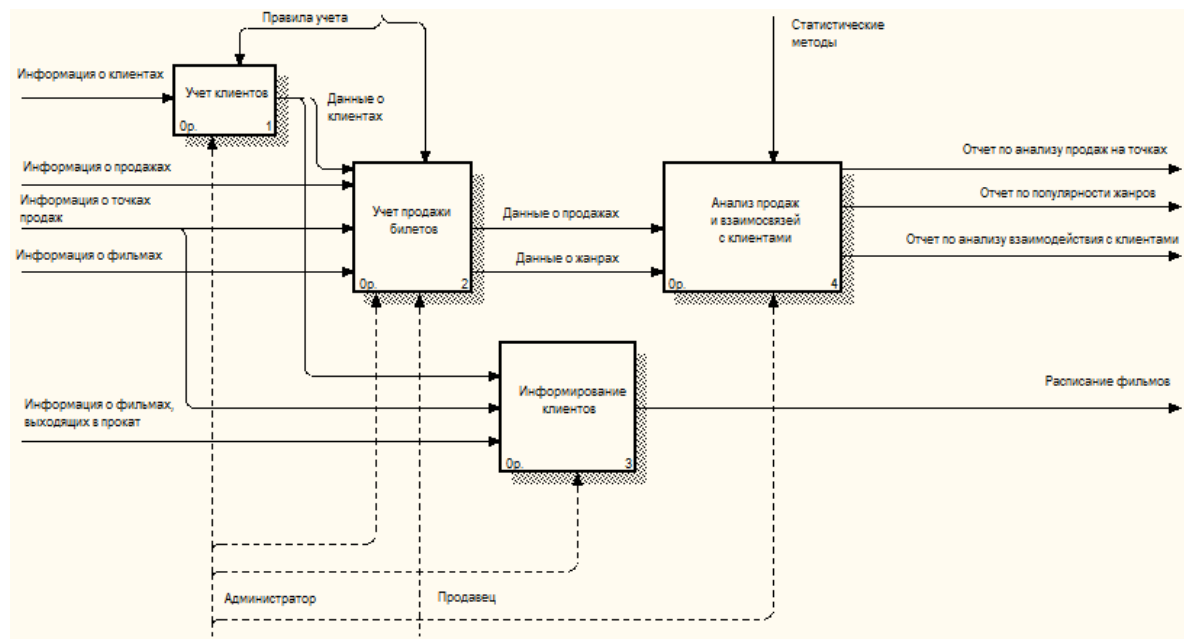 Правила учета
Статистические
методы
Информация о клиентах
Учет клиентов
0р.
1
Данные о
клиентах
Информация о продажах
Информация о точках
продаж
Информация о фильмах
Учет продажи
билетов
0р.
2
Данные о продажах
Данные о жанрах
Анализ продаж
и взаимосвязей
с клиентами
0р.
4
Отчет по анализу продаж на точках
Отчет по популярности жанров
Отчет по анализу взаимодействия с клиентами
Информация о фильмах,
выходящих в прокат
Информирование
клиентов
0р.
3
Расписание фильмов
Администратор
Продавец